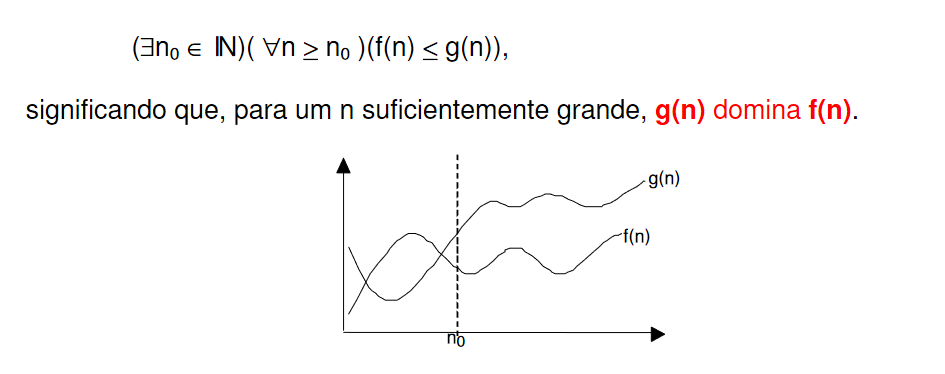 (∃n₀ ∈ ℕ)( ∀n ≥ n₀ )(f(n) ≤ g(n)),
significando que, para um n suficientemente grande, g(n) domina f(n).
g(n)
f(n)
n₀